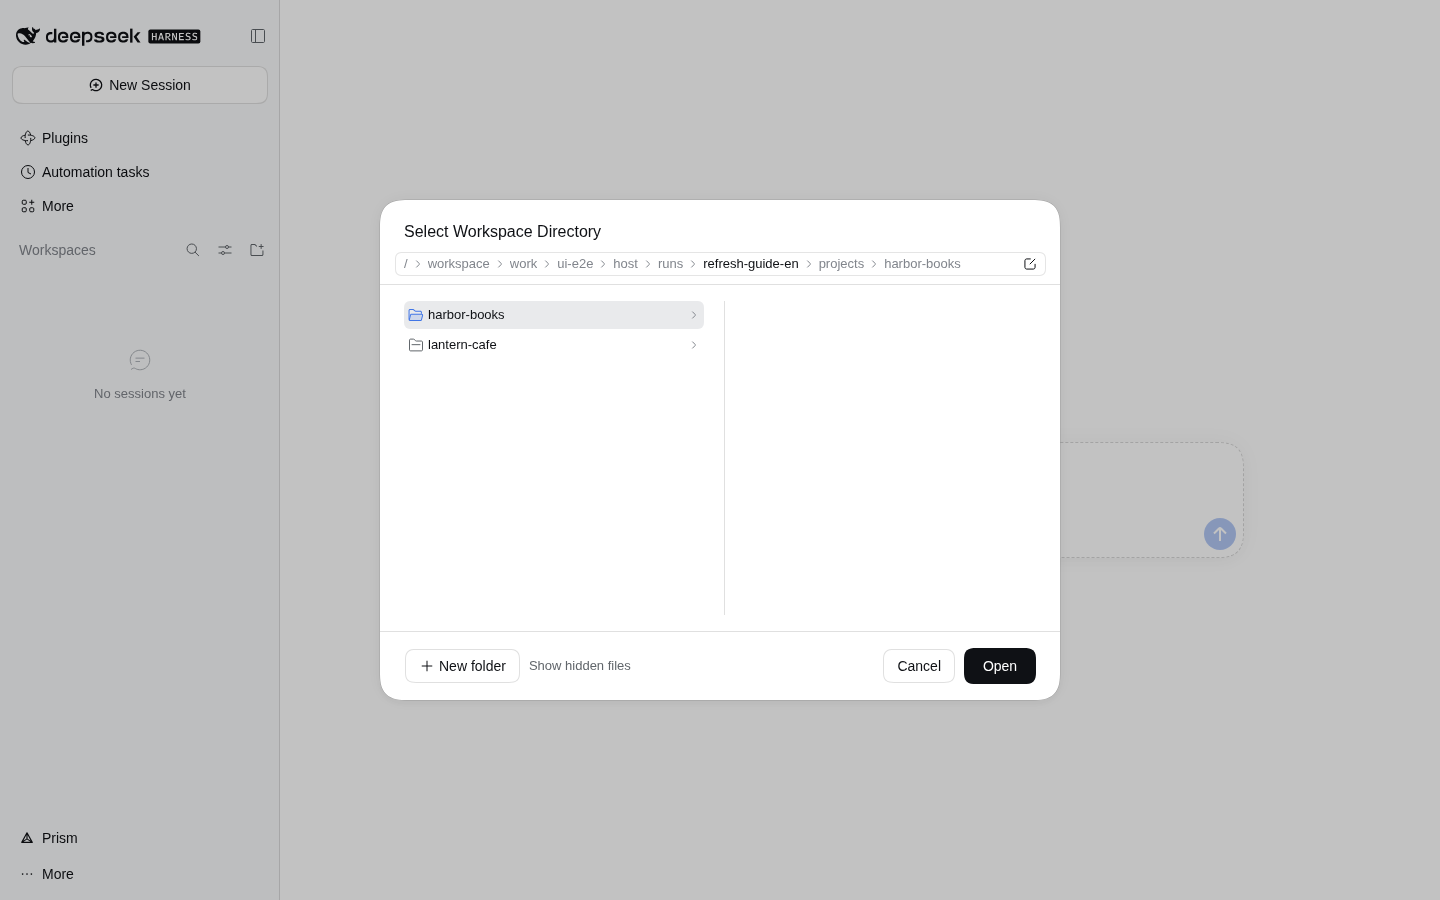 deepseek HARNESS
New Session
Plugins
Automation tasks
More
Workspaces
No sessions yet
Prism
More
Select Workspace Directory
/ workspace work ui-e2e host runs refresh-guide-en projects harbor-books
harbor-books
lantern-cafe
New folder
Show hidden files
Cancel
Open